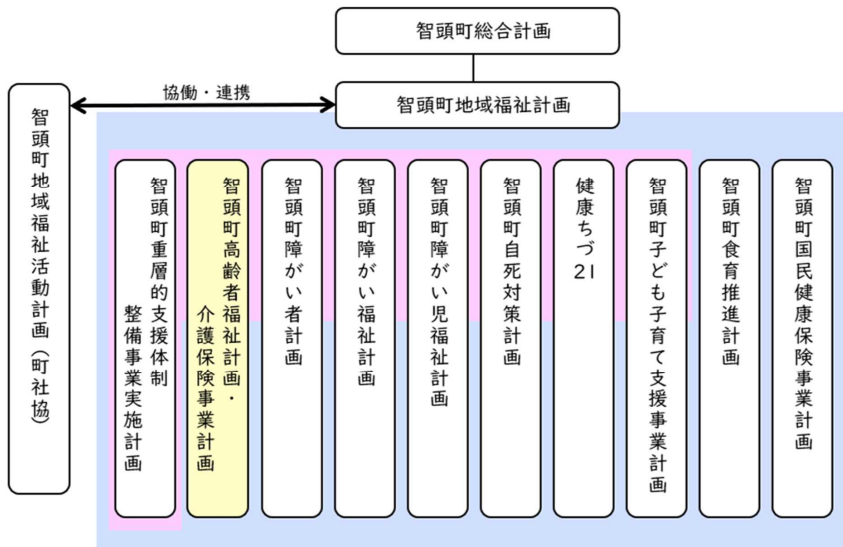 智頭町総合計画
協働・連携
智頭町地域福祉計画
智頭町地域福祉活動計画(町社協)
智頭町重層的支援体制
整備事業実施計画
智頭町高齢者福祉計画・
介護保険事業計画
智頭町障がい者計画
智頭町障がい福祉計画
智頭町障がい児福祉計画
智頭町自死対策計画
健康ちづ21
智頭町子ども子育て支援事業計画
智頭町食育推進計画
智頭町国民健康保険事業計画